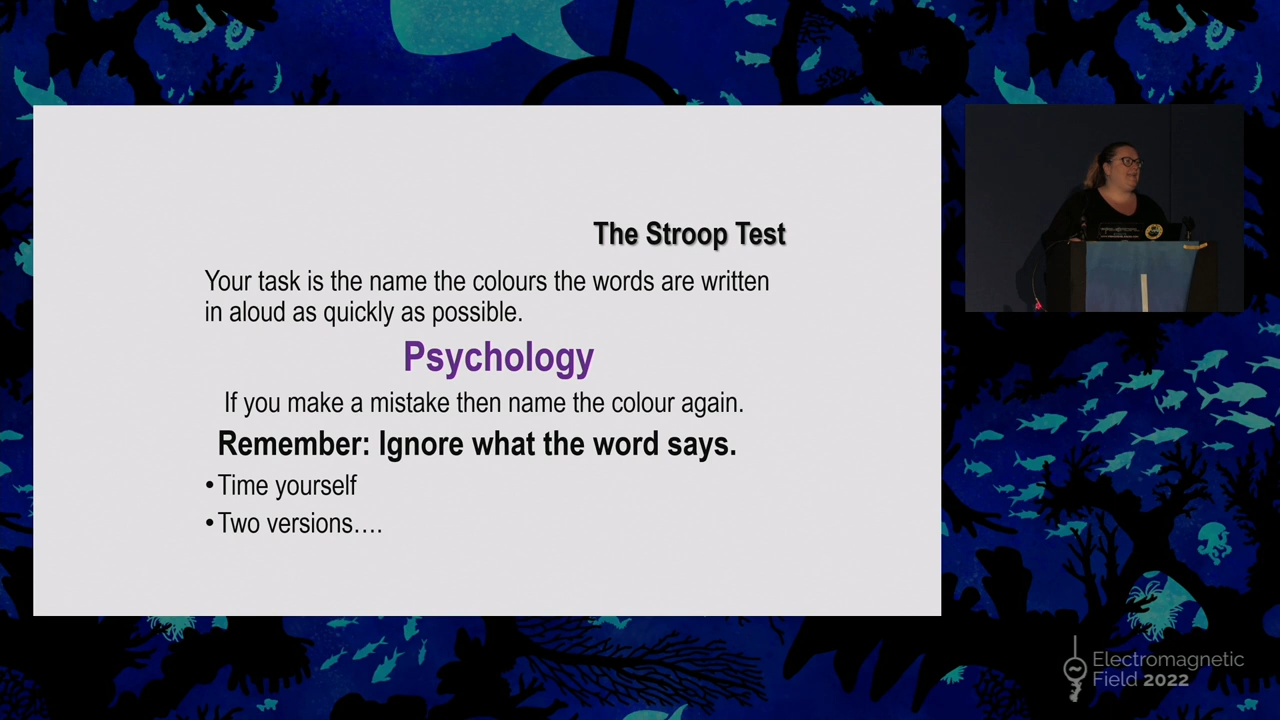 The Stroop Test
Your task is the name the colours the words are written
in aloud as quickly as possible.
Psychology
If you make a mistake then name the colour again.
Remember: Ignore what the word says.
•Time yourself
•Two versions….
Electromagnetic
Field 2022